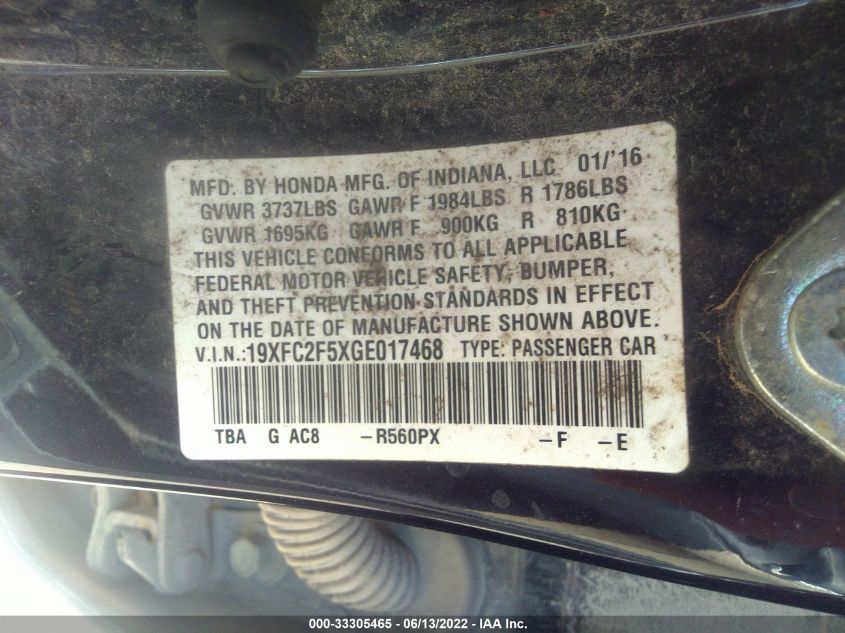 MFD. BY HONDA MFG. OF INDIANA, LLC 01/'16
GVWR 3737LBS GAWR F 1984LBS R 1786LBS
GVWR 1695KG GAWR F 900KG R 810KG
THIS VEHICLE CONFORMS TO ALL APPLICABLE
FEDERAL MOTOR VEHICLE SAFETY, BUMPER,
AND THEFT PREVENTION STANDARDS IN EFFECT
ON THE DATE OF MANUFACTURE SHOWN ABOVE.
V.I.N.:19XFC2F5XGE017468 TYPE: PASSENGER CAR
TBA G AC8 -R560PX -F -E
000-33305465 - 06/13/2022 - IAA Inc.